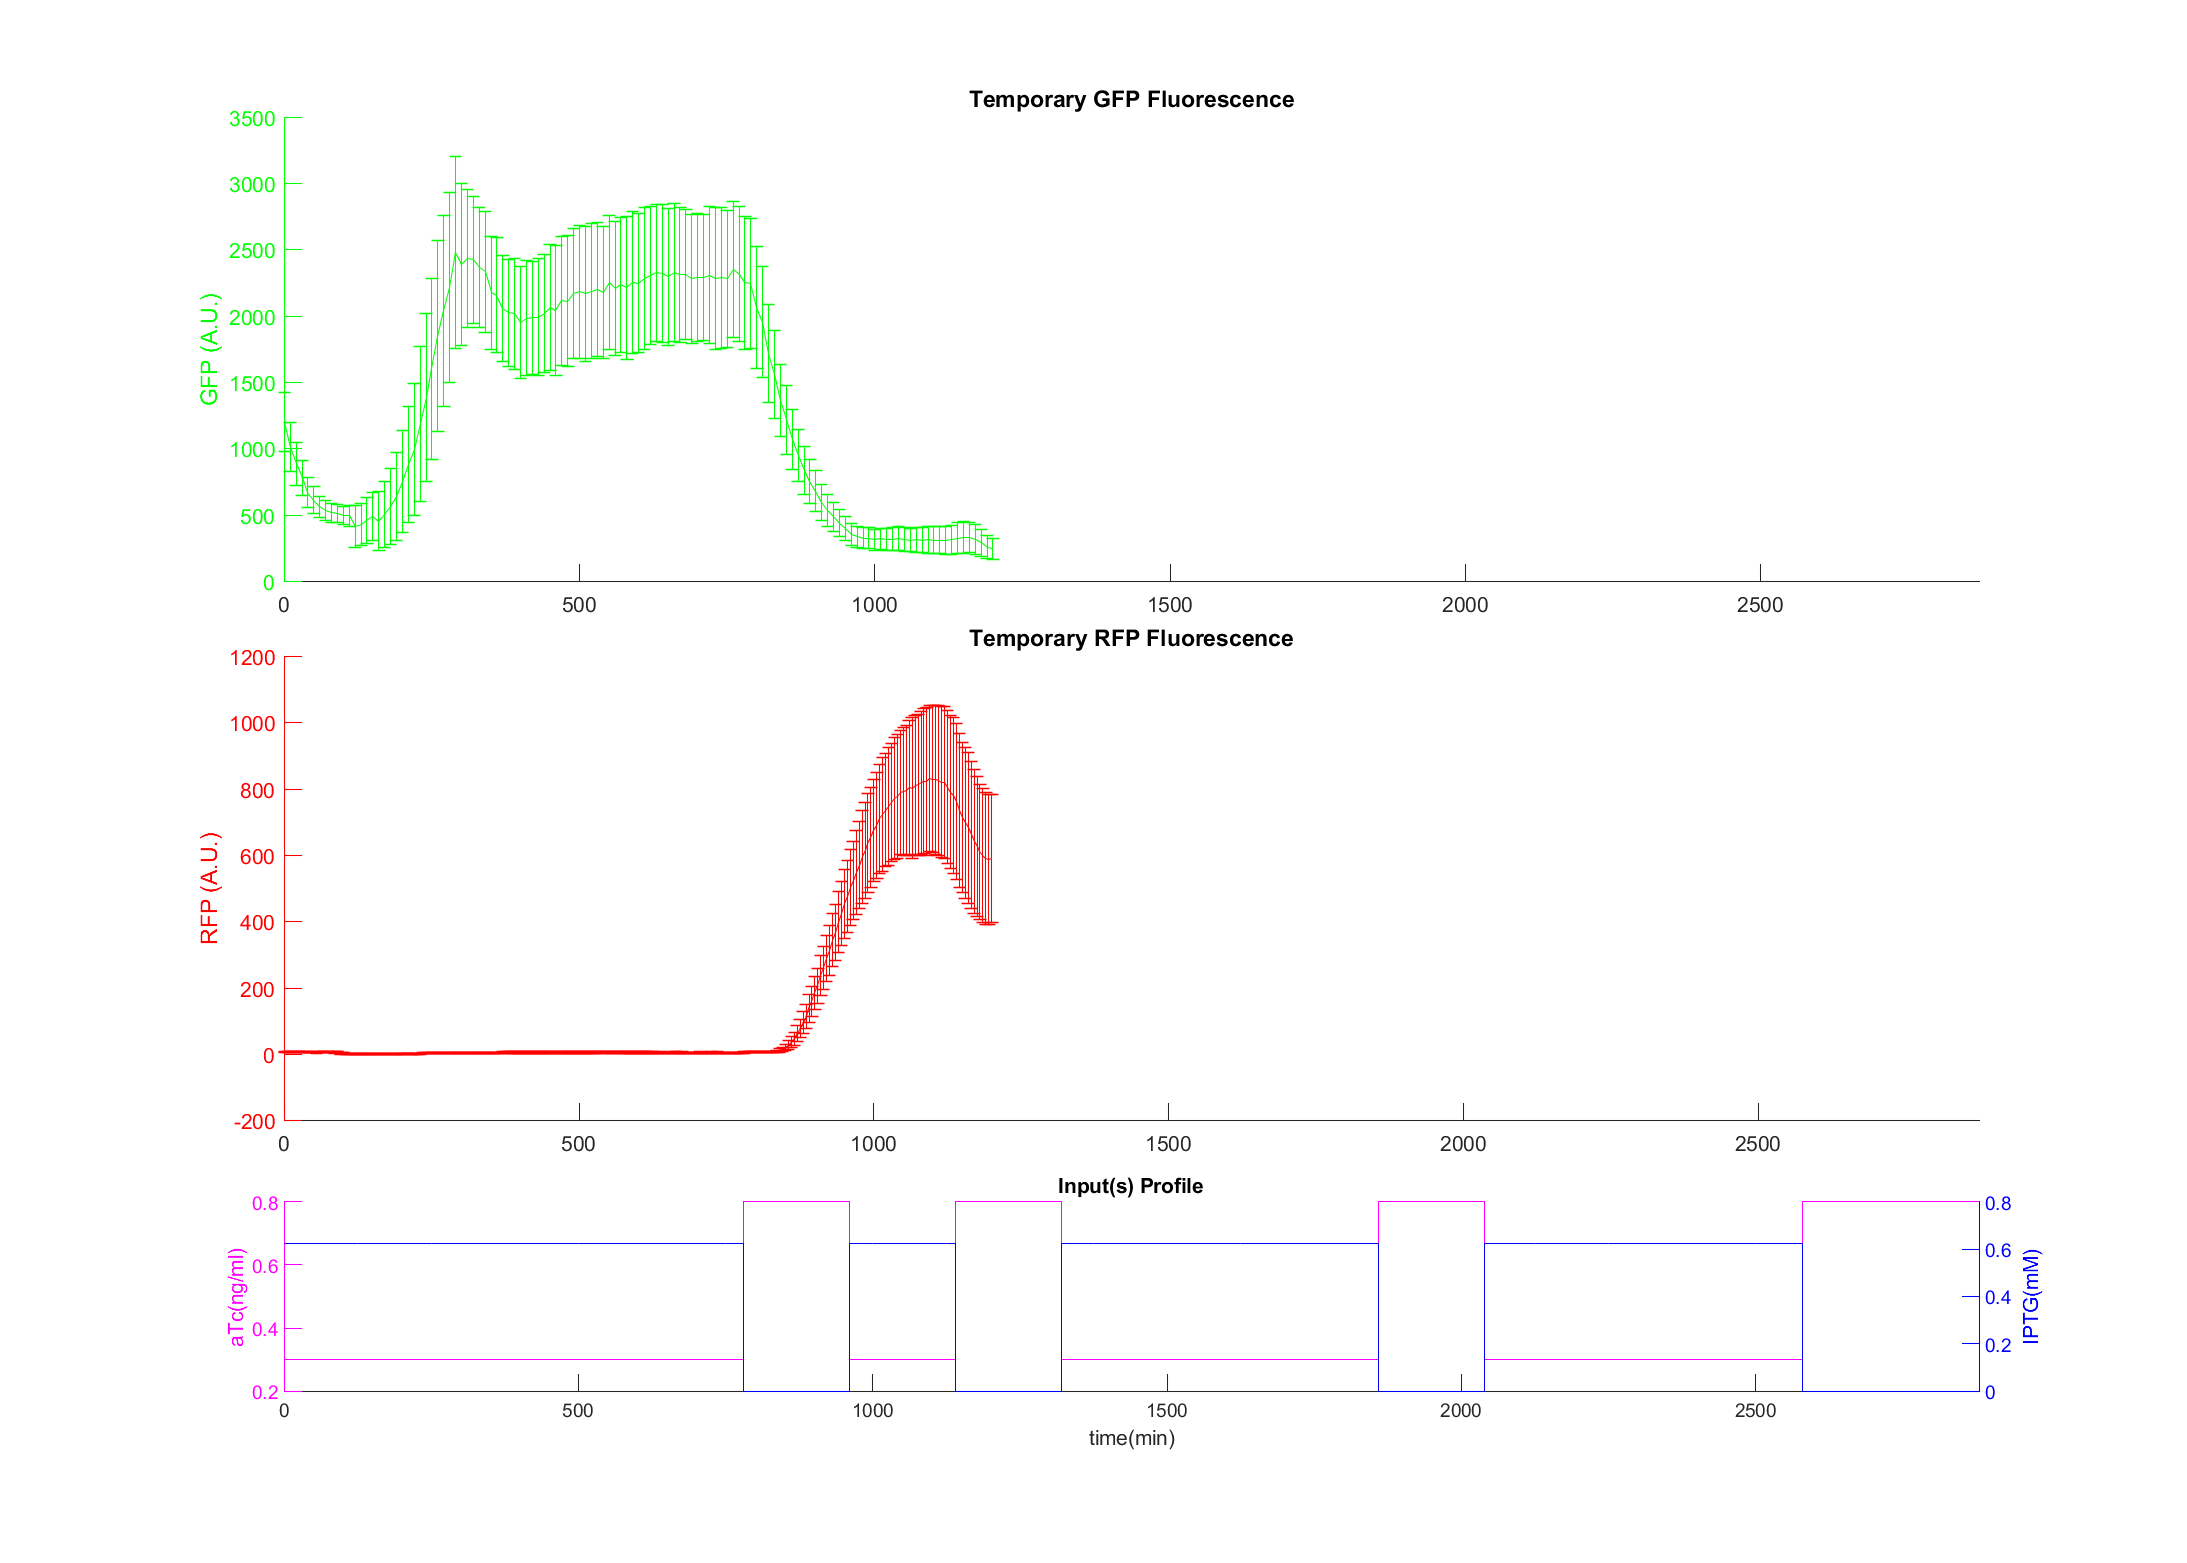 Temporary GFP Fluorescence
3500
3000
2500
2000
1500
1000
500
0
GFP (A.U.)
0 500 1000 1500 2000 2500
Temporary RFP Fluorescence
1200
1000
800
600
400
200
0
-200
RFP (A.U.)
0 500 1000 1500 2000 2500
Input(s) Profile
0.8
0.6
0.4
0.2
aTc(ng/ml)
0.8
0.6
0.4
0.2
0
IPTG(mM)
0 500 1000 1500 2000 2500
time(min)